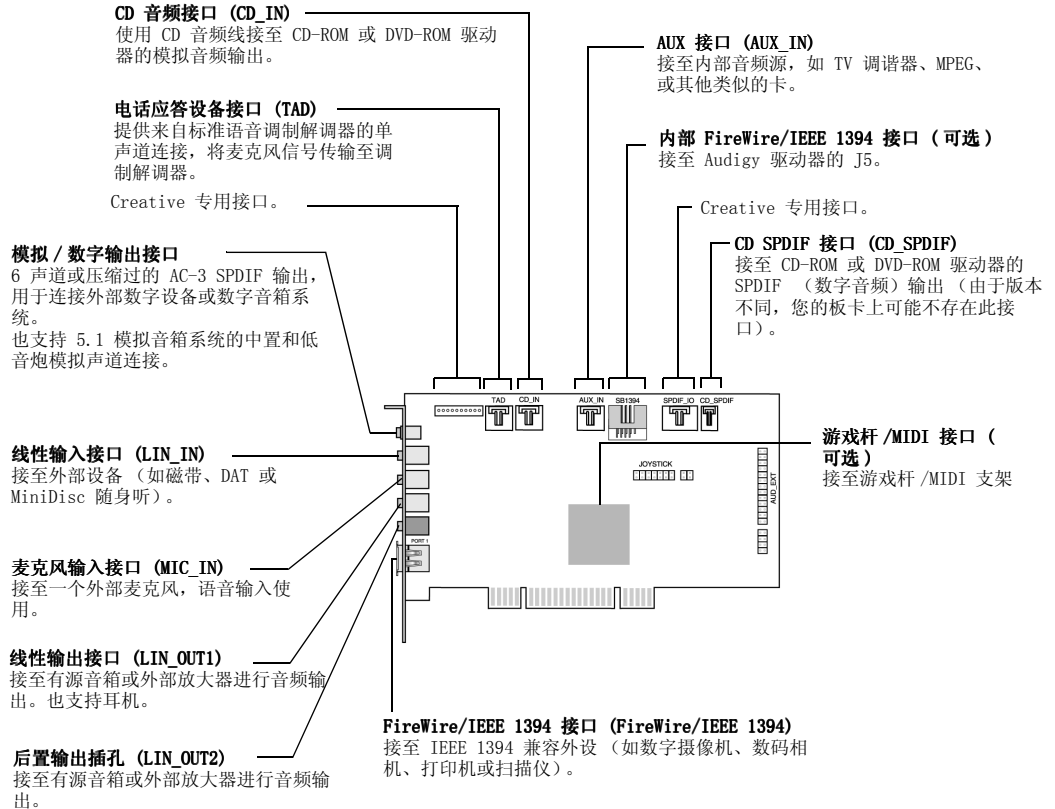 CD 音频接口 (CD_IN)
使用 CD 音频线接至 CD-ROM 或 DVD-ROM 驱动
器的模拟音频输出。
电话应答设备接口 (TAD)
提供来自标准语音调制解调器的单
声道连接，将麦克风信号传输至调
制解调器。
Creative 专用接口。
模拟 / 数字输出接口
6 声道或压缩过的 AC-3 SPDIF 输出，
用于连接外部数字设备或数字音箱系
统。
也支持 5.1 模拟音箱系统的中置和低
音炮模拟声道连接。
线性输入接口 (LIN_IN)
接至外部设备 （如磁带、DAT 或
MiniDisc 随身听）。
麦克风输入接口 (MIC_IN)
接至一个外部麦克风，语音输入使
用。
线性输出接口 (LIN_OUT1)
接至有源音箱或外部放大器进行音频输
出。也支持耳机。
后置输出插孔 (LIN_OUT2)
接至有源音箱或外部放大器进行音频输
出。
AUX 接口 (AUX_IN)
接至内部音频源，如 TV 调谐器、MPEG、
或其他类似的卡。
内部 FireWire/IEEE 1394 接口 ( 可选 )
接至 Audigy 驱动器的 J5。
Creative 专用接口。
CD SPDIF 接口 (CD_SPDIF)
接至 CD-ROM 或 DVD-ROM 驱动器的
SPDIF （数字音频）输出 （由于版本
不同，您的板卡上可能不存在此接
口）。
游戏杆 /MIDI 接口 (
可选 )
接至游戏杆 /MIDI 支架
FireWire/IEEE 1394 接口 (FireWire/IEEE 1394)
接至 IEEE 1394 兼容外设 （如数字摄像机、数码相
机、打印机或扫描仪）。
TAD
CD_IN
AUX_IN
SB1394
SPDIF_IO
CD_SPDIF
JOYSTICK
AUD_EXT
PORT 1